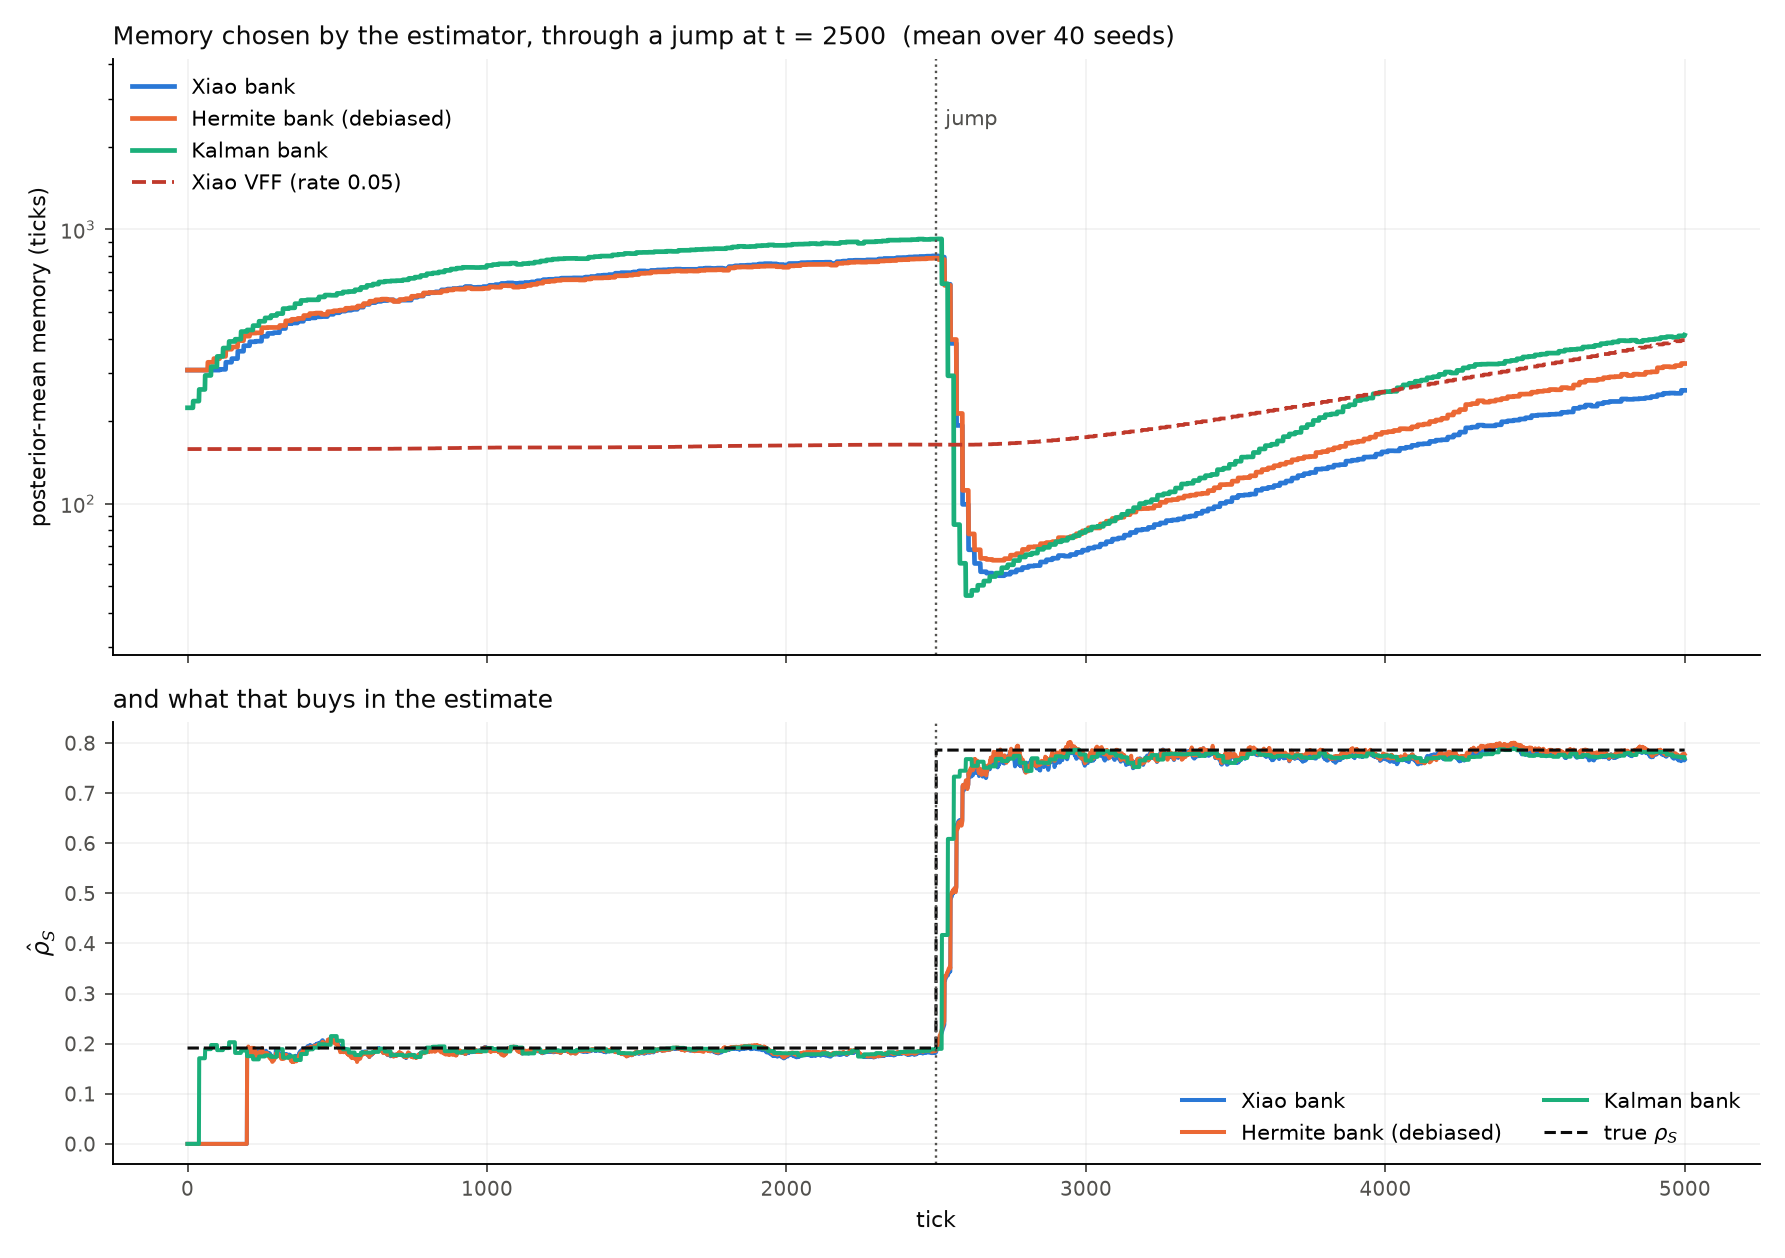 Memory chosen by the estimator, through a jump at t = 2500  (mean over 40 seeds)
Xiao bank
Hermite bank (debiased)
Kalman bank
Xiao VFF (rate 0.05)
jump
posterior-mean memory (ticks)
10³
10²
and what that buys in the estimate
0.8
0.7
0.6
0.5
0.4
0.3
0.2
0.1
0.0
ρ̂_S
Xiao bank
Hermite bank (debiased)
Kalman bank
true ρ_S
0 1000 2000 3000 4000 5000
tick